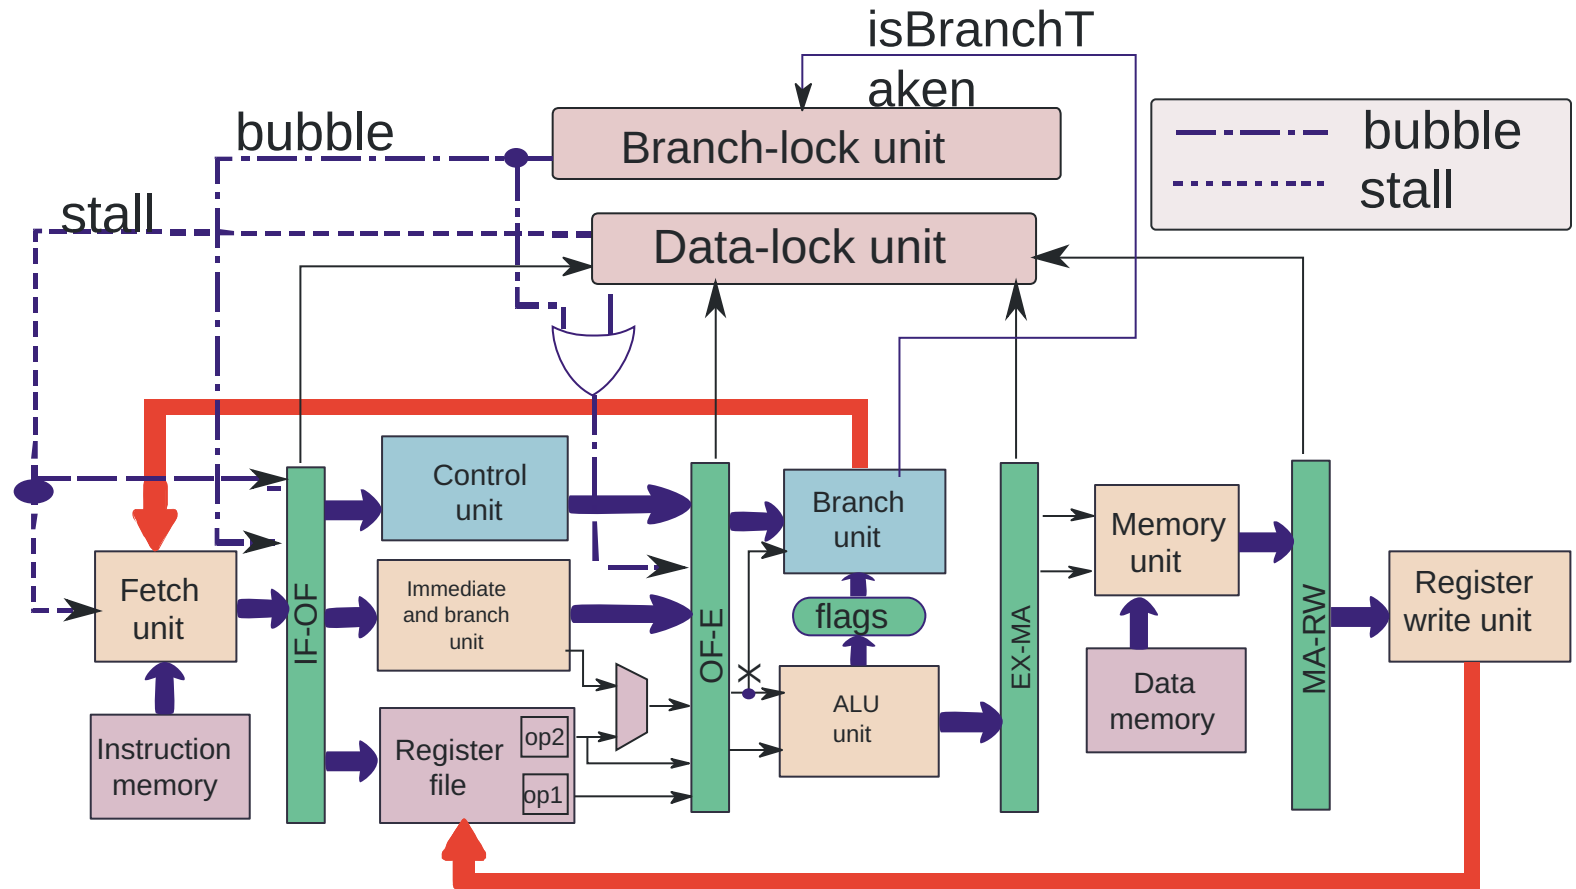 isBranchT
aken
bubble
Branch-lock unit
bubble
stall
stall
Data-lock unit
Control
unit
Branch
unit
Memory
unit
Fetch
unit
Immediate
and branch
unit
flags
Register
write unit
IF-OF
OF-E
X
EX-MA
MA-RW
Instruction
memory
Register
file
op2
op1
ALU
unit
Data
memory